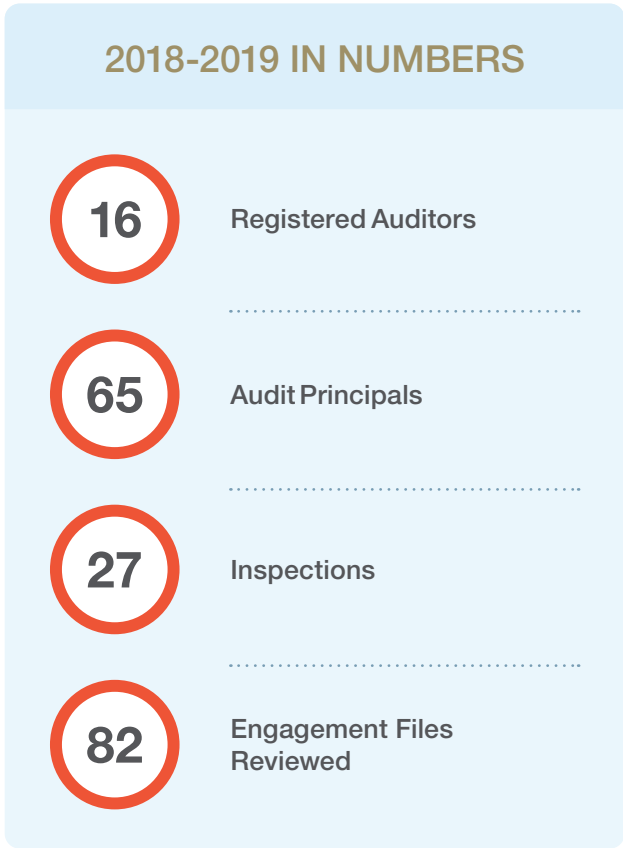 2018-2019 IN NUMBERS
16
Registered Auditors
65
Audit Principals
27
Inspections
82
Engagement Files
Reviewed